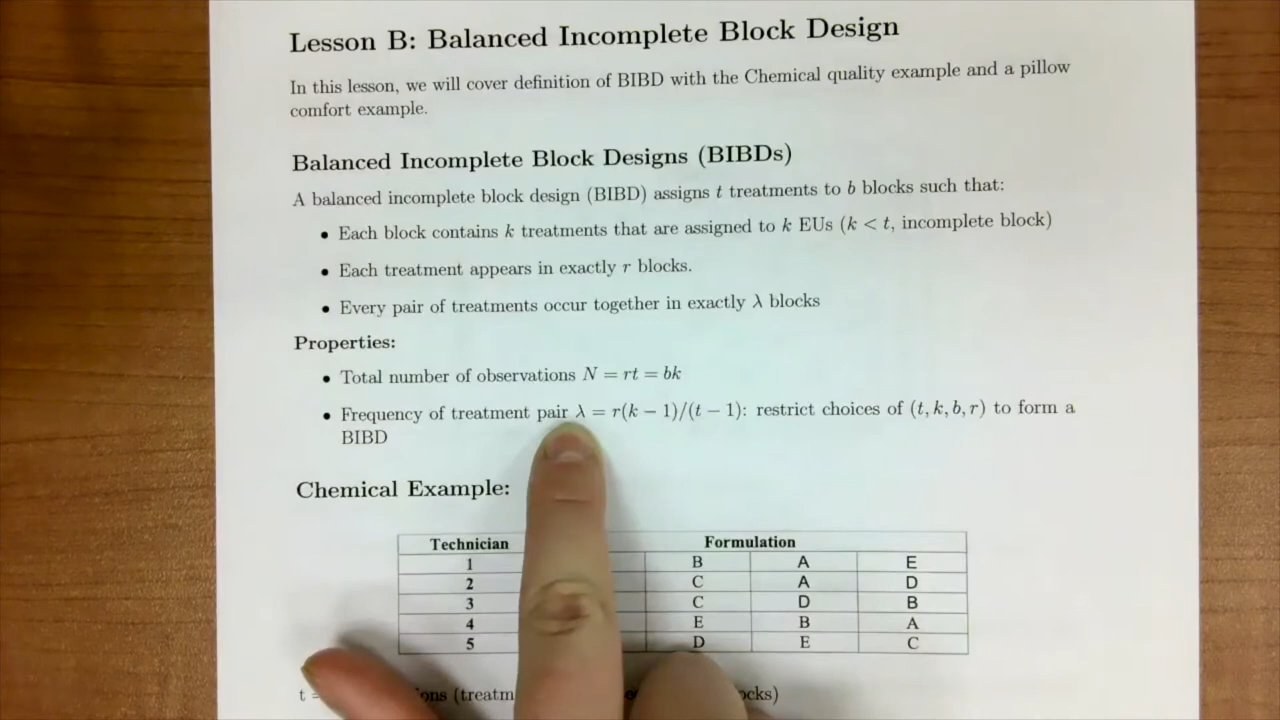 Lesson B: Balanced Incomplete Block Design
In this lesson, we will cover definition of BIBD with the Chemical quality example and a pillow
comfort example.
Balanced Incomplete Block Designs (BIBDs)
A balanced incomplete block design (BIBD) assigns t treatments to b blocks such that:
• Each block contains k treatments that are assigned to k EUs (k < t, incomplete block)
• Each treatment appears in exactly r blocks.
• Every pair of treatments occur together in exactly λ blocks
Properties:
• Total number of observations N = rt = bk
• Frequency of treatment pair λ = r(k − 1)/(t − 1): restrict choices of (t, k, b, r) to form a
BIBD
Chemical Example:
Technician Formulation
1 B A E
2 C A D
3 C D B
4 E B A
5 D E C
t